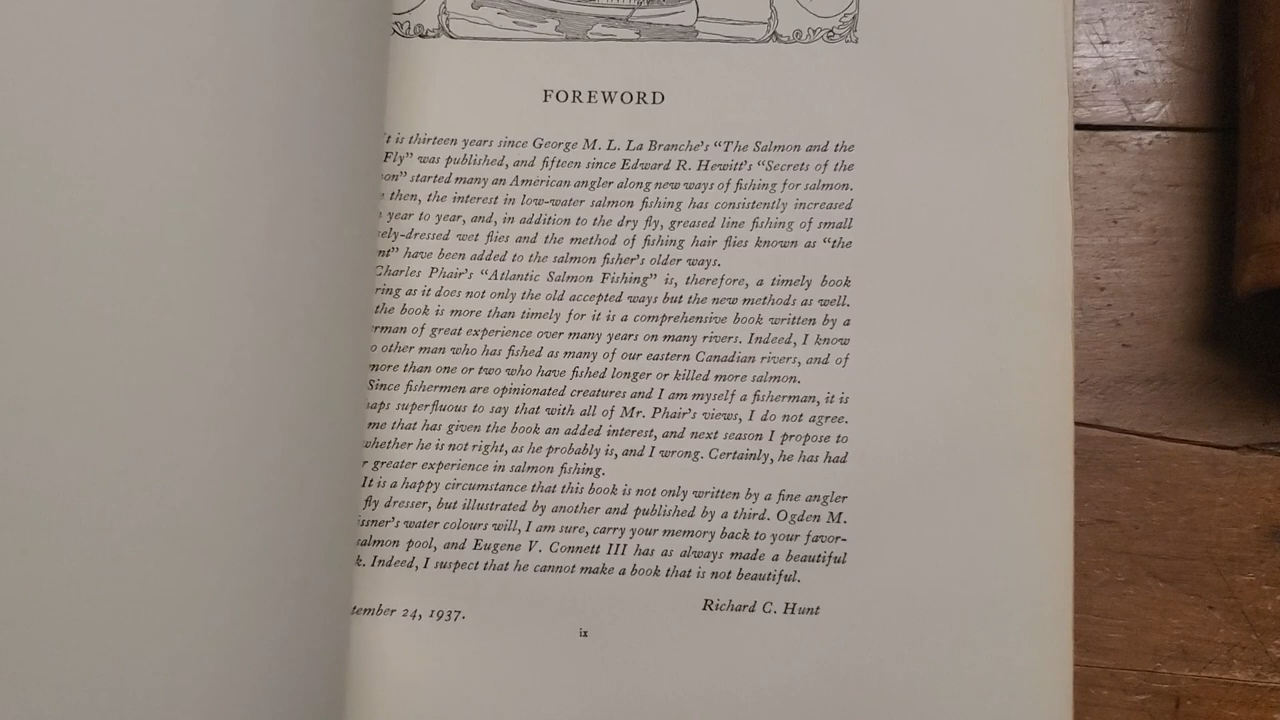 FOREWORD
t is thirteen years since George M. L. La Branche's “The Salmon and the
Fly” was published, and fifteen since Edward R. Hewitt's “Secrets of the
on” started many an American angler along new ways of fishing for salmon.
then, the interest in low-water salmon fishing has consistently increased
year to year, and, in addition to the dry fly, greased line fishing of small
ely-dressed wet flies and the method of fishing hair flies known as “the
nt” have been added to the salmon fisher's older ways.
Charles Phair's “Atlantic Salmon Fishing” is, therefore, a timely book
ring as it does not only the old accepted ways but the new methods as well.
the book is more than timely for it is a comprehensive book written by a
rman of great experience over many years on many rivers. Indeed, I know
o other man who has fished as many of our eastern Canadian rivers, and of
more than one or two who have fished longer or killed more salmon.
Since fishermen are opinionated creatures and I am myself a fisherman, it is
aps superfluous to say that with all of Mr. Phair's views, I do not agree.
me that has given the book an added interest, and next season I propose to
whether he is not right, as he probably is, and I wrong. Certainly, he has had
r greater experience in salmon fishing.
It is a happy circumstance that this book is not only written by a fine angler
fly dresser, but illustrated by another and published by a third. Ogden M.
issner's water colours will, I am sure, carry your memory back to your favor-
salmon pool, and Eugene V. Connett III has as always made a beautiful
k. Indeed, I suspect that he cannot make a book that is not beautiful.
Richard C. Hunt
tember 24, 1937.
ix